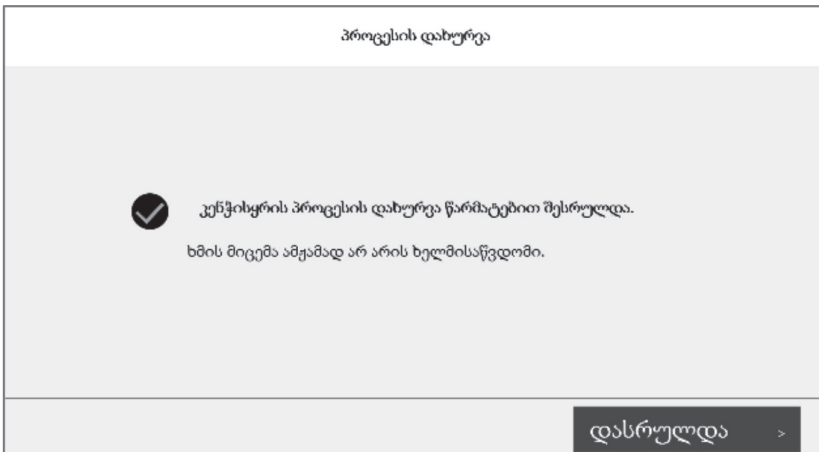 პროცესის დახურვა
კენჭისყრის პროცესის დახურვა წარმატებით შესრულდა.
ხმის მიცემა ამჟამად არ არის ხელმისაწვდომი.
დასრულდა >